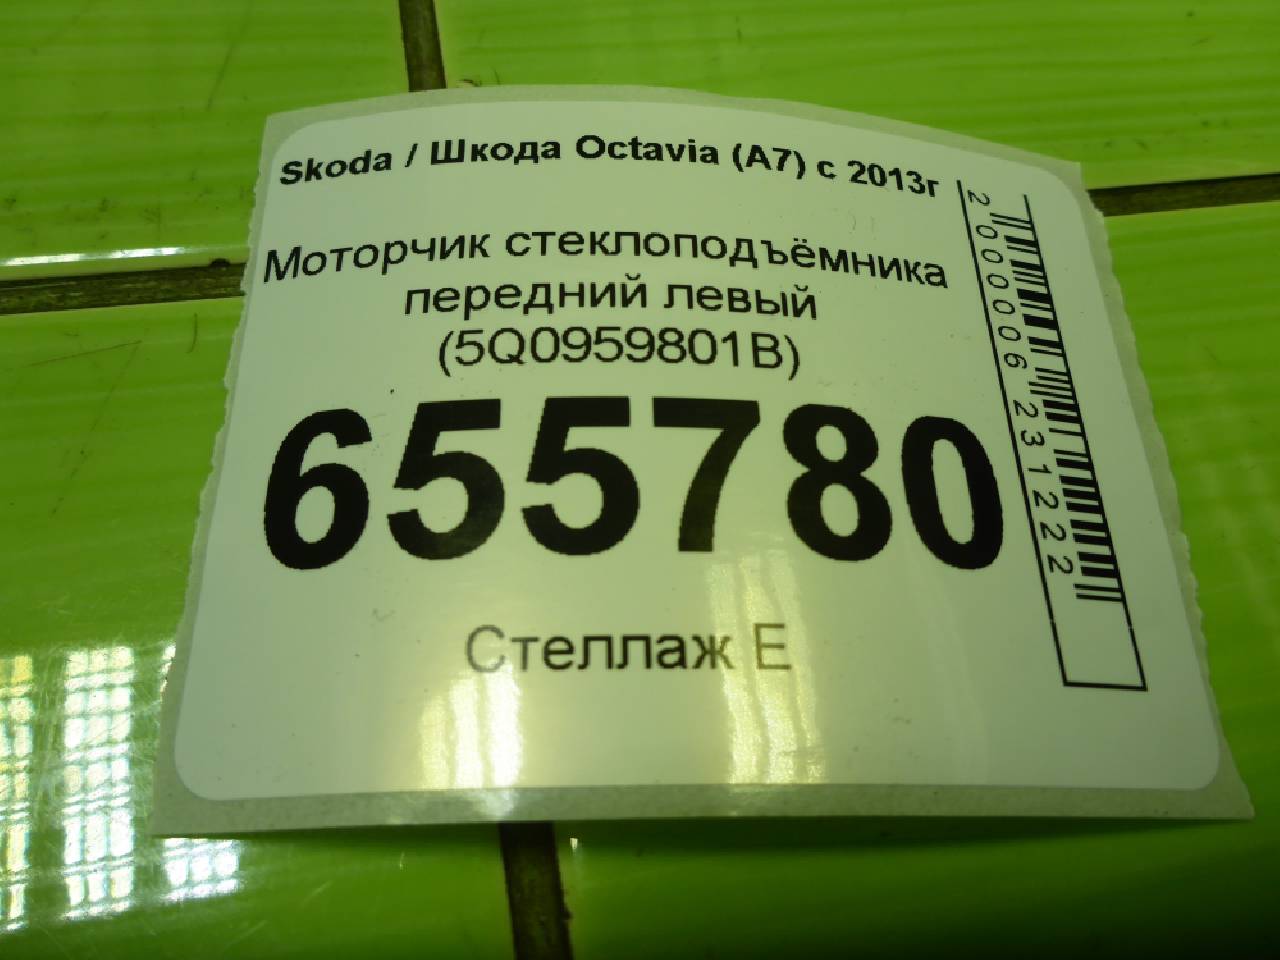 Skoda / Шкода Octavia (A7) с 2013г
Моторчик стеклоподъёмника
передний левый
(5Q0959801B)
655780
Стеллаж Е
2000006231222